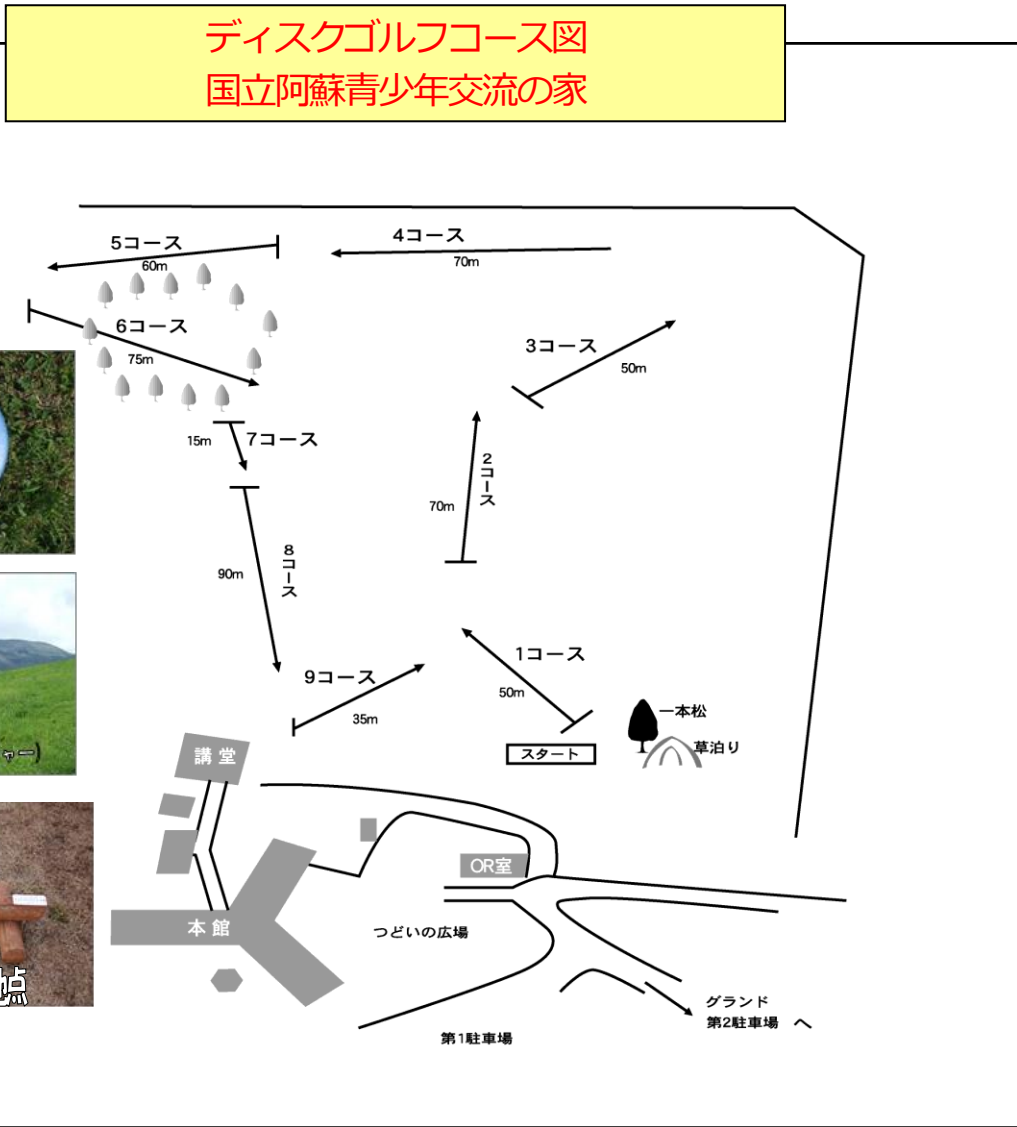 ディスクゴルフコース図
国立阿蘇青少年交流の家
5コース
60m
4コース
70m
6コース
75m
3コース
50m
15m
7コース
2コース
70m
8コース
90m
9コース
35m
1コース
50m
スタート
一本松
草泊り
講堂
ャー)
OR室
本館
つどいの広場
点
グランド
第2駐車場 へ
第1駐車場